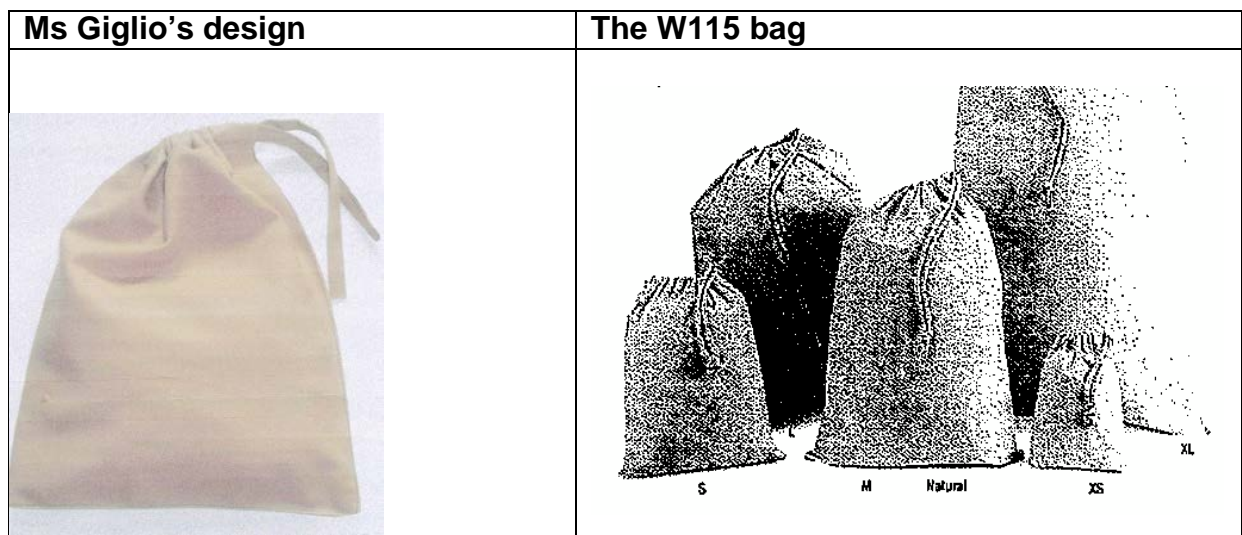 Ms Giglio’s design
The W115 bag
L
XL
S
M
Natural
XS